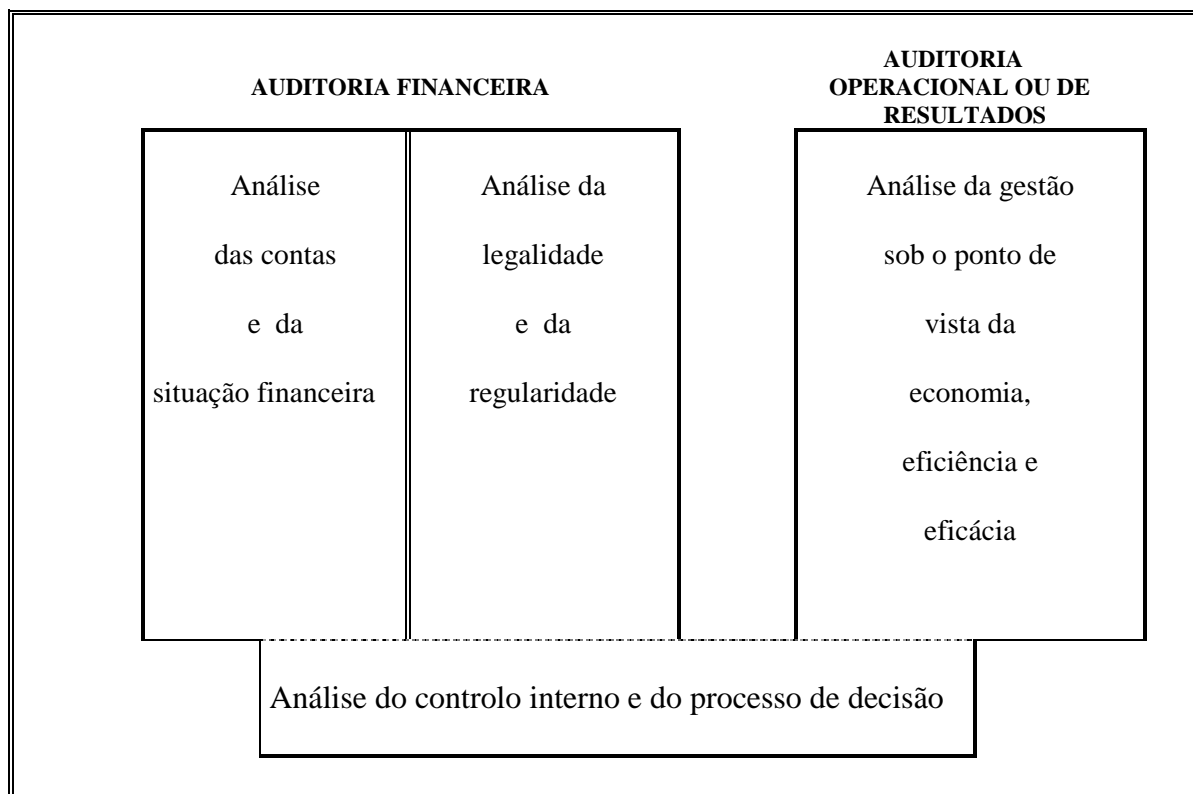 AUDITORIA FINANCEIRA
AUDITORIA
OPERACIONAL OU DE
RESULTADOS
Análise
das contas
e da
situação financeira
Análise da
legalidade
e da
regularidade
Análise da gestão
sob o ponto de
vista da
economia,
eficiência e
eficácia
Análise do controlo interno e do processo de decisão